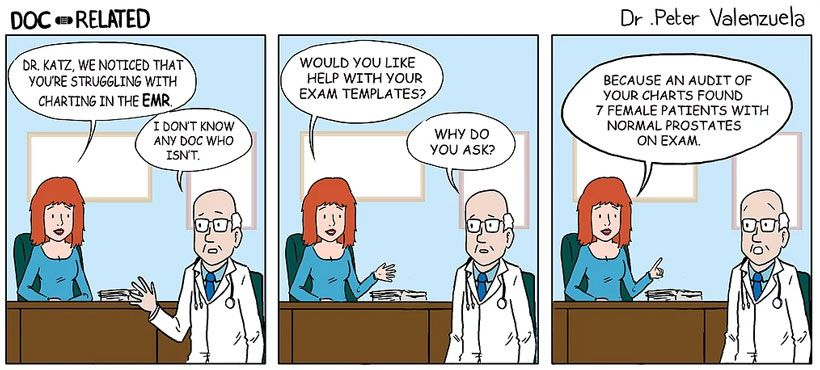 DOC RELATED
Dr. Peter Valenzuela
DR. KATZ, WE NOTICED THAT
YOU'RE STRUGGLING WITH
CHARTING IN THE EMR.
I DON'T KNOW
ANY DOC WHO
ISN'T.
WOULD YOU LIKE
HELP WITH YOUR
EXAM TEMPLATES?
WHY DO
YOU ASK?
BECAUSE AN AUDIT OF
YOUR CHARTS FOUND
7 FEMALE PATIENTS WITH
NORMAL PROSTATES
ON EXAM.